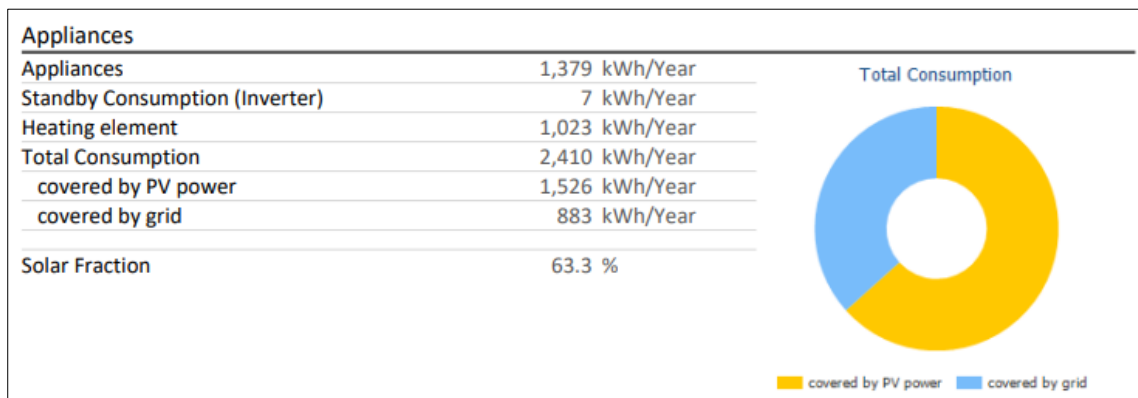 Appliances
Appliances 1,379 kWh/Year
Standby Consumption (Inverter) 7 kWh/Year
Heating element 1,023 kWh/Year
Total Consumption 2,410 kWh/Year
covered by PV power 1,526 kWh/Year
covered by grid 883 kWh/Year
Solar Fraction 63.3 %
Total Consumption
covered by PV power covered by grid